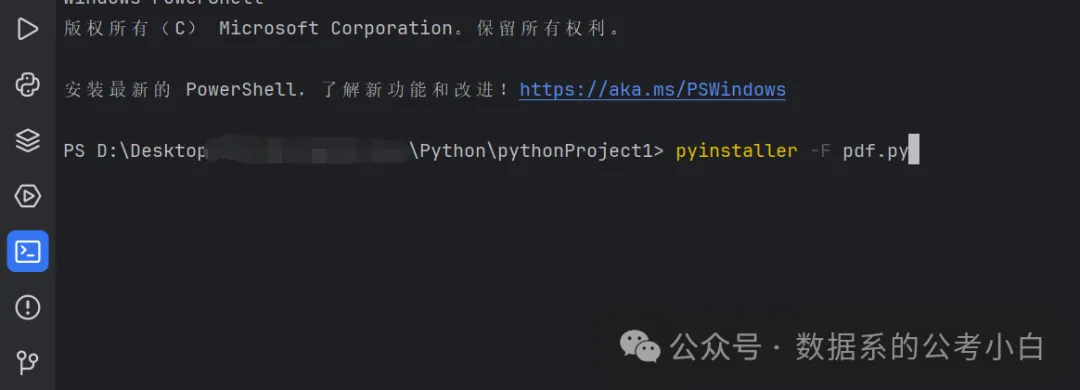 Windows PowerShell
版权所有（C） Microsoft Corporation。保留所有权利。
安装最新的 PowerShell，了解新功能和改进！https://aka.ms/PSWindows
PS D:\Desktop\Python\pythonProject1> pyinstaller -F pdf.py
公众号 · 数据系的公考小白